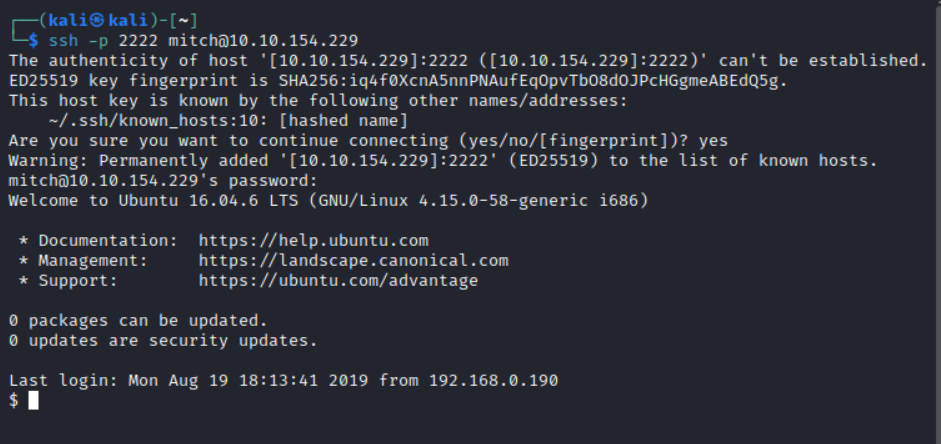 ┌──(kali㉿kali)-[~]
└─$ ssh -p 2222 mitch@10.10.154.229
The authenticity of host '[10.10.154.229]:2222 ([10.10.154.229]:2222)' can't be established.
ED25519 key fingerprint is SHA256:iq4f0XcnA5nnPNAufEqOpvTbO8dOJPcHGgmeABEdQ5g.
This host key is known by the following other names/addresses:
    ~/.ssh/known_hosts:10: [hashed name]
Are you sure you want to continue connecting (yes/no/[fingerprint])? yes
Warning: Permanently added '[10.10.154.229]:2222' (ED25519) to the list of known hosts.
mitch@10.10.154.229's password:
Welcome to Ubuntu 16.04.6 LTS (GNU/Linux 4.15.0-58-generic i686)
 * Documentation:  https://help.ubuntu.com
 * Management:     https://landscape.canonical.com
 * Support:        https://ubuntu.com/advantage
0 packages can be updated.
0 updates are security updates.
Last login: Mon Aug 19 18:13:41 2019 from 192.168.0.190
$